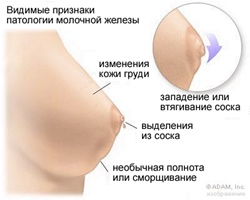 Видимые признаки
патологии молочной железы
изменения
кожи груди
западение или
втягивание соска
выделения
из соска
необычная полнота
или сморщивание
© ADAM, Inc.
изображение